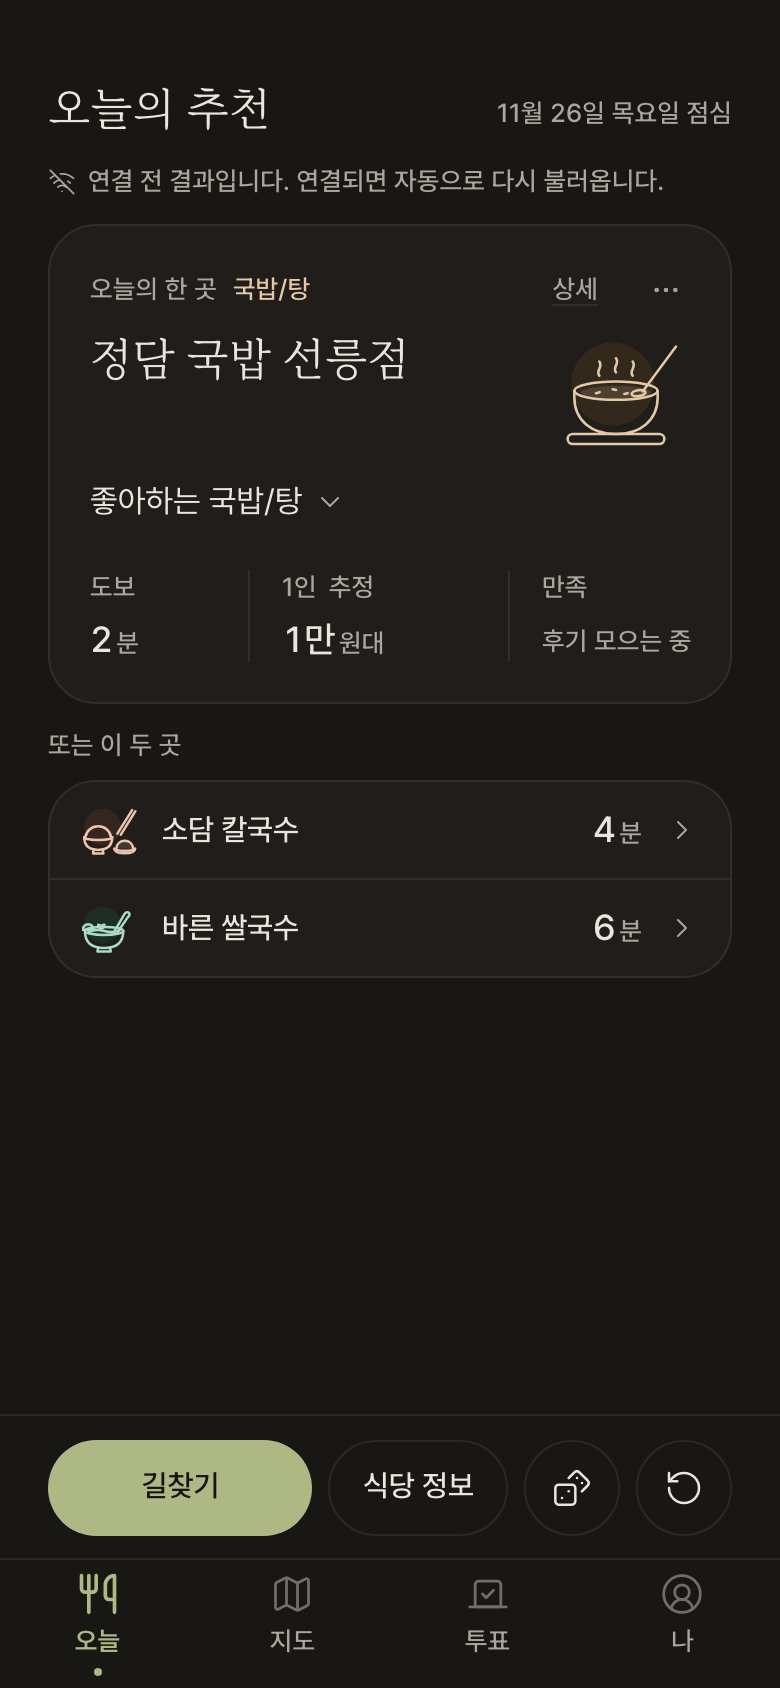 오늘의 추천
11월 26일 목요일 점심
연결 전 결과입니다. 연결되면 자동으로 다시 불러옵니다.
오늘의 한 곳 국밥/탕 상세
정담 국밥 선릉점
좋아하는 국밥/탕
도보 1인 추정 만족
2분 1만원대 후기 모으는 중
또는 이 두 곳
소담 칼국수 4분
바른 쌀국수 6분
길찾기 식당 정보
오늘 지도 투표 나